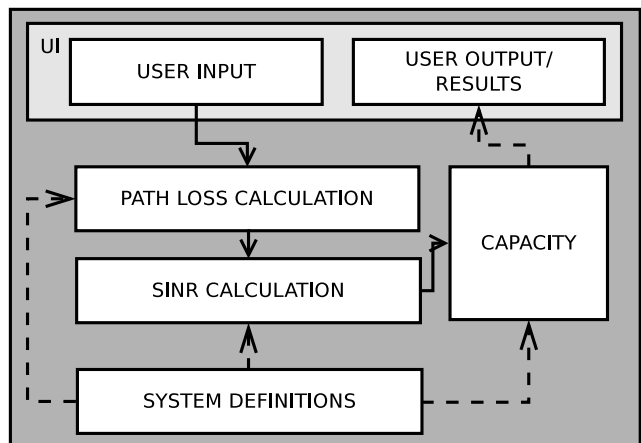 UI
USER INPUT
USER OUTPUT/
RESULTS
PATH LOSS CALCULATION
CAPACITY
SINR CALCULATION
SYSTEM DEFINITIONS